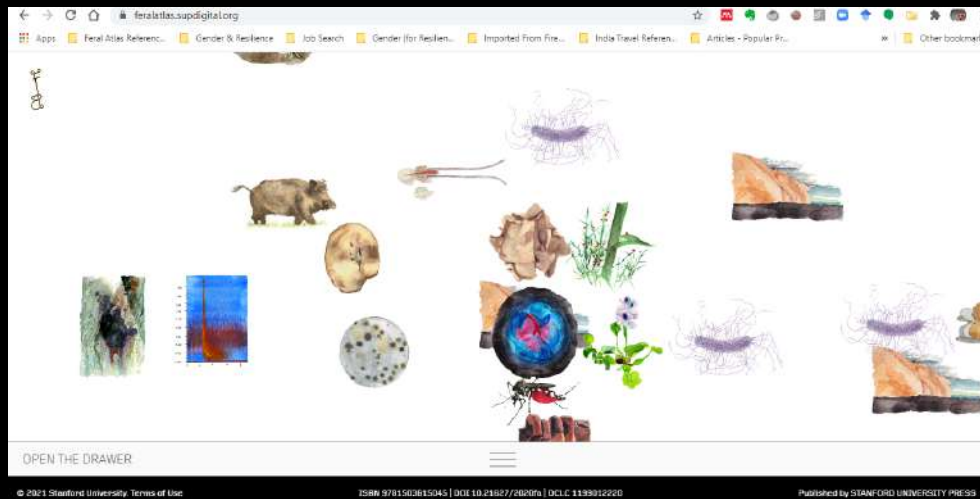 feralatlas.supdigital.org
Apps Feral Atlas Referenc... Gender & Resilience Job Search Gender (for Resilien... Imported From Fire... India Travel Referen... Articles - Popular Pr... » Other bookmar
OPEN THE DRAWER
© 2021 Stanford University. Terms of Use ISBN 9781503615045 | DOI 10.21627/2020fa | OCLC 1199012220 Published by STANFORD UNIVERSITY PRESS